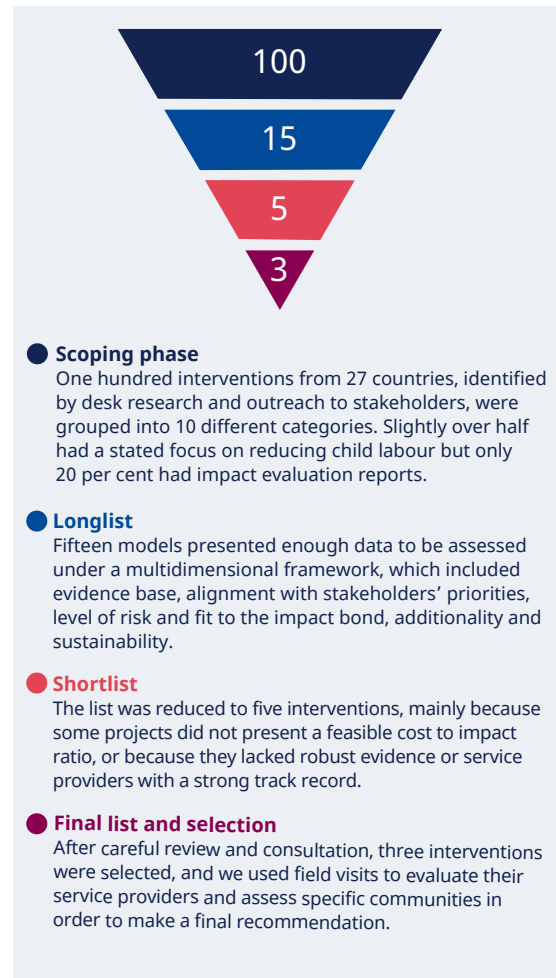 100
15
5
3
Scoping phase
One hundred interventions from 27 countries, identified
by desk research and outreach to stakeholders, were
grouped into 10 different categories. Slightly over half
had a stated focus on reducing child labour but only
20 per cent had impact evaluation reports.
Longlist
Fifteen models presented enough data to be assessed
under a multidimensional framework, which included
evidence base, alignment with stakeholders’ priorities,
level of risk and fit to the impact bond, additionality and
sustainability.
Shortlist
The list was reduced to five interventions, mainly because
some projects did not present a feasible cost to impact
ratio, or because they lacked robust evidence or service
providers with a strong track record.
Final list and selection
After careful review and consultation, three interventions
were selected, and we used field visits to evaluate their
service providers and assess specific communities in
order to make a final recommendation.